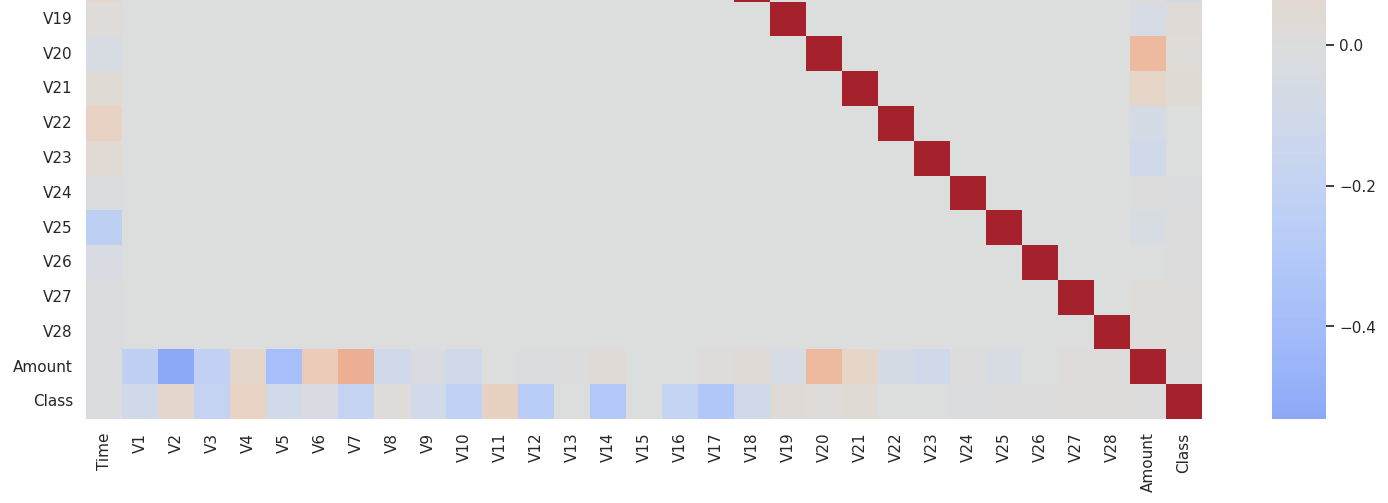 V19
V20
V21
V22
V23
V24
V25
V26
V27
V28
Amount
Class
Time
V1
V2
V3
V4
V5
V6
V7
V8
V9
V10
V11
V12
V13
V14
V15
V16
V17
V18
V19
V20
V21
V22
V23
V24
V25
V26
V27
V28
Amount
Class
0.0
−0.2
−0.4